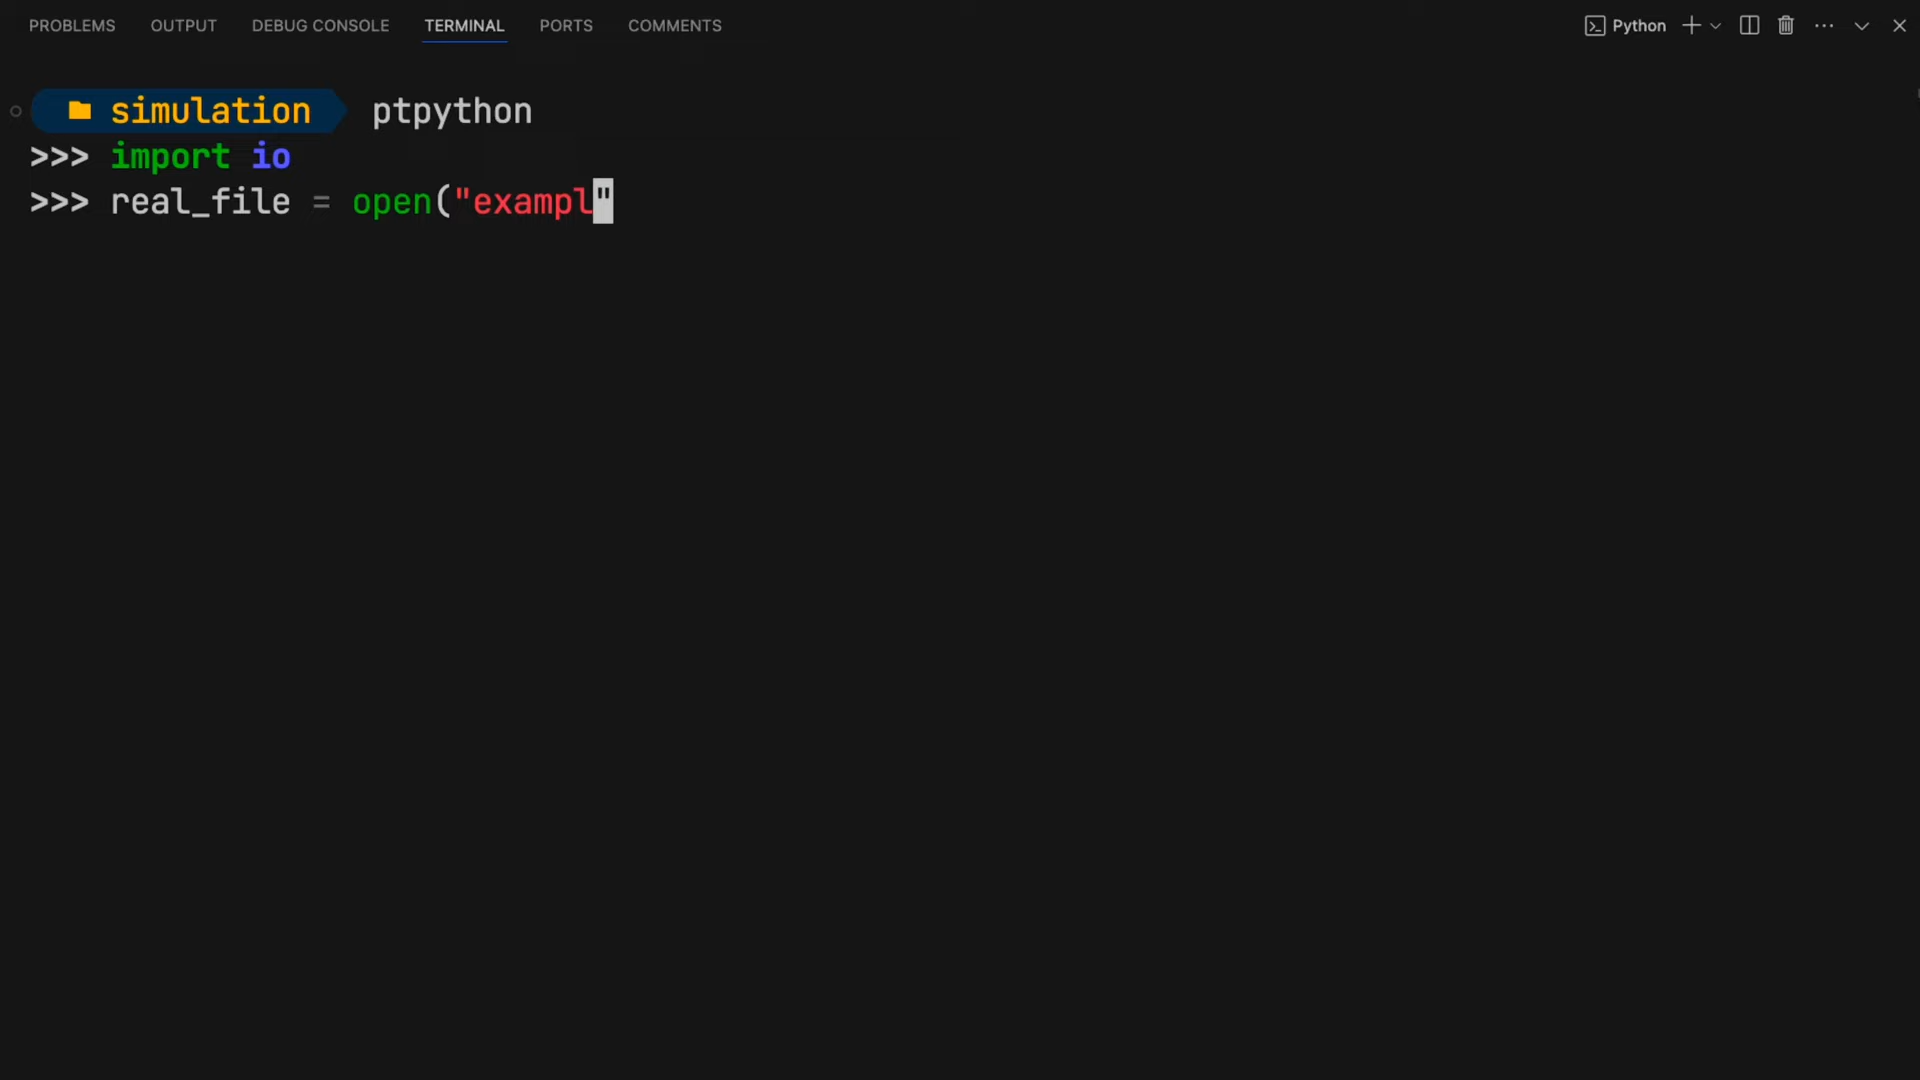 PROBLEMS OUTPUT DEBUG CONSOLE TERMINAL PORTS COMMENTS Python
simulation ptpython
>>> import io
>>> real_file = open("exampl"